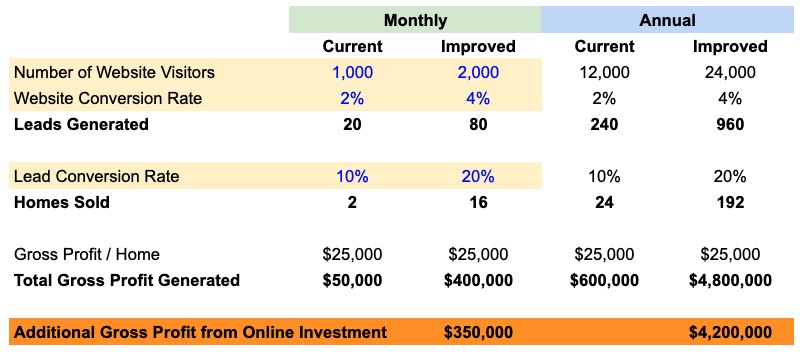 Monthly Annual
Current Improved Current Improved
Number of Website Visitors 1,000 2,000 12,000 24,000
Website Conversion Rate 2% 4% 2% 4%
Leads Generated 20 80 240 960
Lead Conversion Rate 10% 20% 10% 20%
Homes Sold 2 16 24 192
Gross Profit / Home $25,000 $25,000 $25,000 $25,000
Total Gross Profit Generated $50,000 $400,000 $600,000 $4,800,000
Additional Gross Profit from Online Investment $350,000 $4,200,000